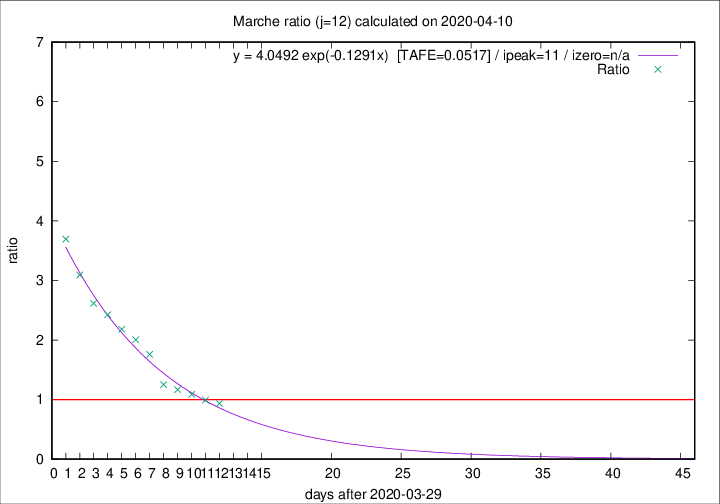 Marche ratio (j=12) calculated on 2020-04-10
y = 4.0492 exp(-0.1291x) [TAFE=0.0517] / ipeak=11 / izero=n/a
Ratio
7
6
5
4
3
2
1
0
ratio
0 1 2 3 4 5 6 7 8 9 10 11 12 13 14 15 20 25 30 35 40 45
days after 2020-03-29